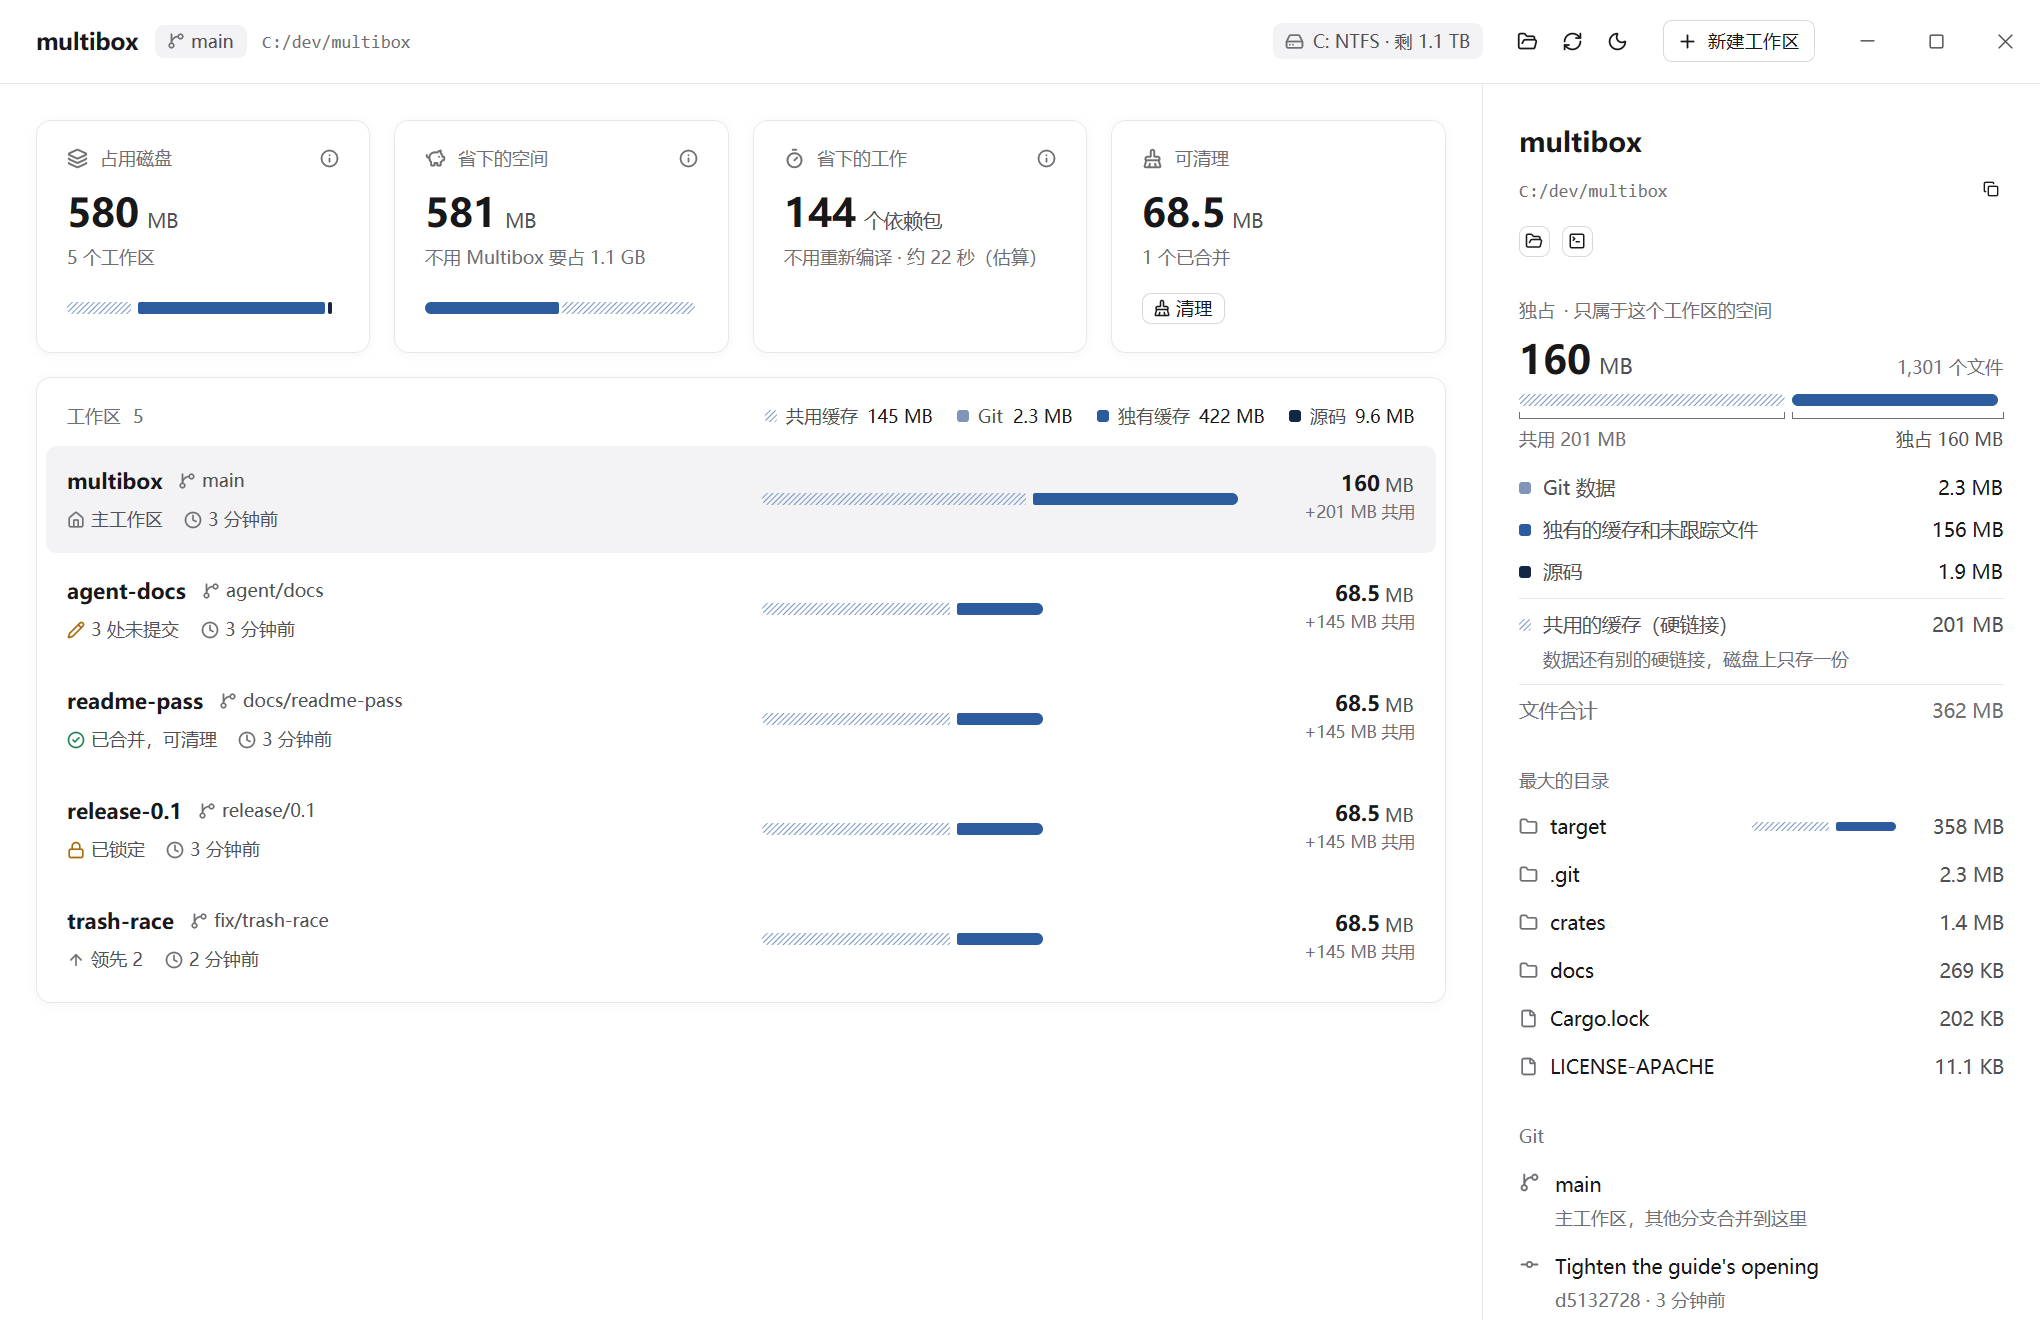 multibox main C:/dev/multibox C: NTFS · 剩 1.1 TB 新建工作区
占用磁盘
580 MB
5 个工作区
省下的空间
581 MB
不用 Multibox 要占 1.1 GB
省下的工作
144 个依赖包
不用重新编译 · 约 22 秒（估算）
可清理
68.5 MB
1 个已合并
清理
工作区 5 共用缓存 145 MB Git 2.3 MB 独有缓存 422 MB 源码 9.6 MB
multibox main
主工作区 3 分钟前
160 MB
+201 MB 共用
agent-docs agent/docs
3 处未提交 3 分钟前
68.5 MB
+145 MB 共用
readme-pass docs/readme-pass
已合并，可清理 3 分钟前
68.5 MB
+145 MB 共用
release-0.1 release/0.1
已锁定 3 分钟前
68.5 MB
+145 MB 共用
trash-race fix/trash-race
领先 2 2 分钟前
68.5 MB
+145 MB 共用
multibox
C:/dev/multibox
独占 · 只属于这个工作区的空间
160 MB 1,301 个文件
共用 201 MB 独占 160 MB
Git 数据 2.3 MB
独有的缓存和未跟踪文件 156 MB
源码 1.9 MB
共用的缓存（硬链接） 201 MB
数据还有别的硬链接，磁盘上只存一份
文件合计 362 MB
最大的目录
target 358 MB
.git 2.3 MB
crates 1.4 MB
docs 269 KB
Cargo.lock 202 KB
LICENSE-APACHE 11.1 KB
Git
main
主工作区，其他分支合并到这里
Tighten the guide's opening
d5132728 · 3 分钟前